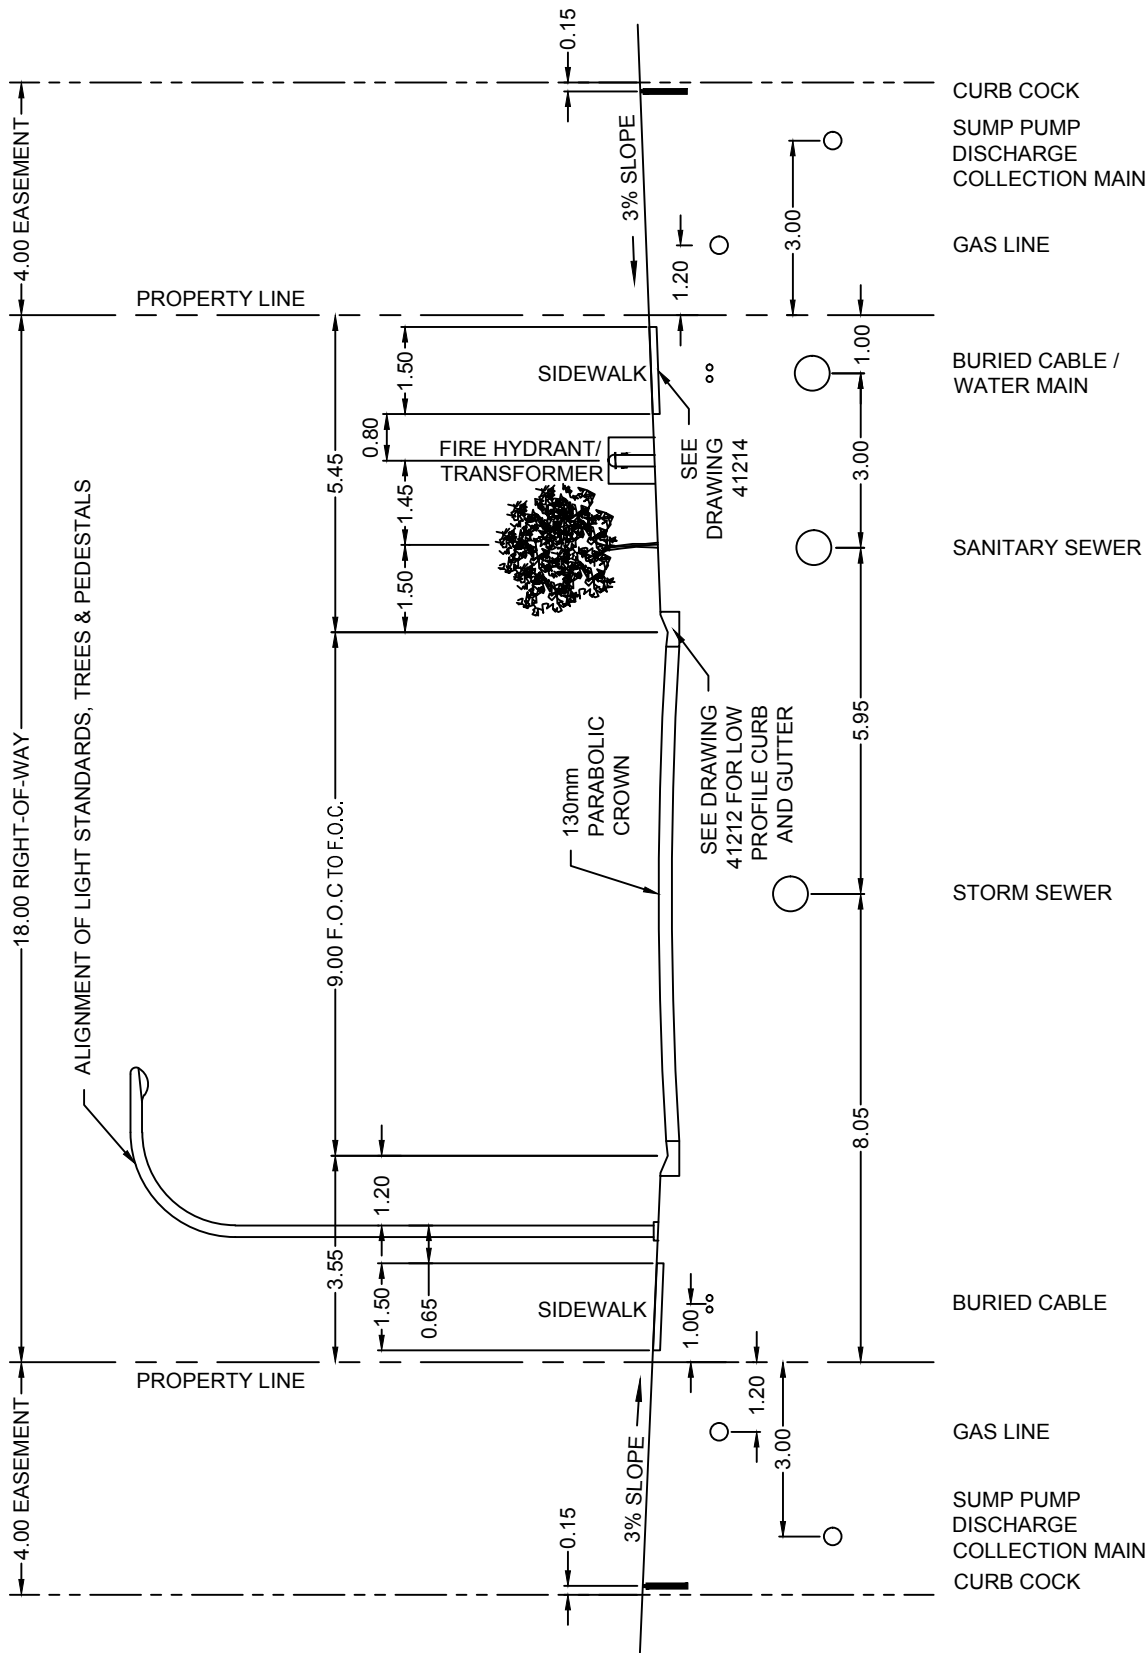 0.15
CURB COCK
SUMP PUMP
DISCHARGE
COLLECTION MAIN
4.00 EASEMENT
3% SLOPE
3.00
1.20
GAS LINE
PROPERTY LINE
1.00
1.50
SIDEWALK
BURIED CABLE /
WATER MAIN
0.80
5.45
FIRE HYDRANT/
TRANSFORMER
SEE
DRAWING
41214
3.00
1.45
1.50
SANITARY SEWER
ALIGNMENT OF LIGHT STANDARDS, TREES & PEDESTALS
18.00 RIGHT-OF-WAY
9.00 F.O.C TO F.O.C.
130mm
PARABOLIC
CROWN
SEE DRAWING
41212 FOR LOW
PROFILE CURB
AND GUTTER
5.95
STORM SEWER
8.05
1.20
3.55
1.50
0.65
SIDEWALK
1.00
BURIED CABLE
PROPERTY LINE
1.20
4.00 EASEMENT
3% SLOPE
3.00
GAS LINE
0.15
SUMP PUMP
DISCHARGE
COLLECTION MAIN
CURB COCK